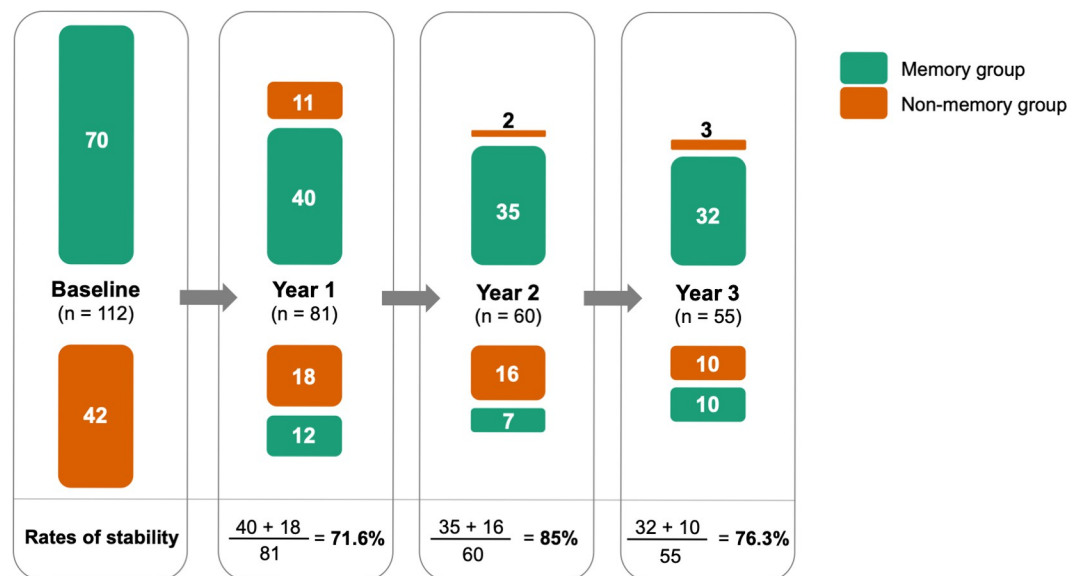 70
Baseline
(n = 112)
42
11
40
Year 1
(n = 81)
18
12
2
35
Year 2
(n = 60)
16
7
3
32
Year 3
(n = 55)
10
10
Memory group
Non-memory group
Rates of stability
40 + 18
81
= 71.6%
35 + 16
60
= 85%
32 + 10
55
= 76.3%